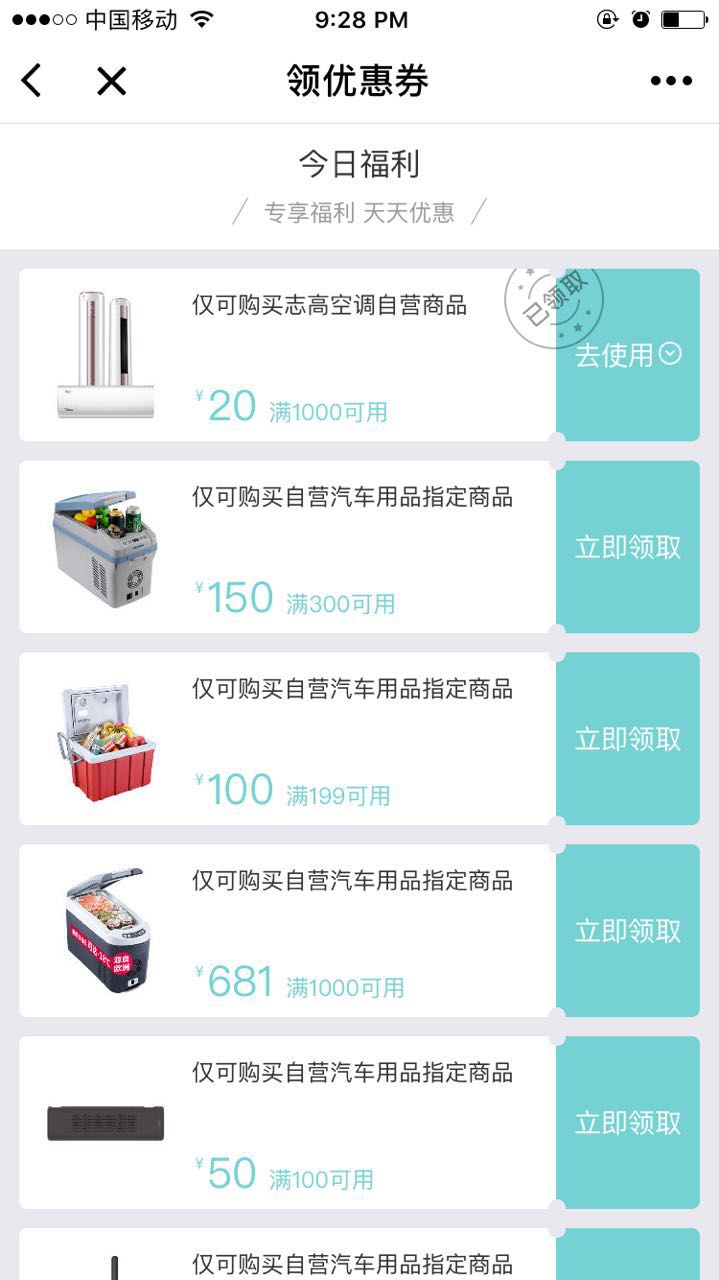 中国移动
9:28 PM
领优惠券
今日福利
专享福利 天天优惠
仅可购买志高空调自营商品
¥20 满1000可用
已领取
去使用
仅可购买自营汽车用品指定商品
¥150 满300可用
立即领取
仅可购买自营汽车用品指定商品
¥100 满199可用
立即领取
仅可购买自营汽车用品指定商品
¥681 满1000可用
立即领取
源自
欧洲
仅可购买自营汽车用品指定商品
¥50 满100可用
立即领取
仅可购买自营汽车用品指定商品